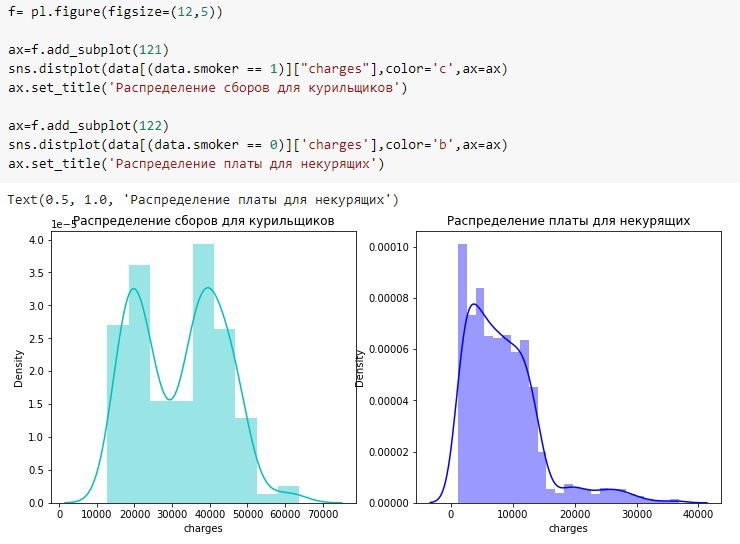 f= pl.figure(figsize=(12,5))
ax=f.add_subplot(121)
sns.distplot(data[(data.smoker == 1)]["charges"],color='c',ax=ax)
ax.set_title('Распределение сборов для курильщиков')
ax=f.add_subplot(122)
sns.distplot(data[(data.smoker == 0)]['charges'],color='b',ax=ax)
ax.set_title('Распределение платы для некурящих')
Text(0.5, 1.0, 'Распределение платы для некурящих')
1e−5
Распределение сборов для курильщиков
4.0
3.5
3.0
2.5
2.0
1.5
1.0
0.5
0.0
Density
0 10000 20000 30000 40000 50000 60000 70000
charges
Распределение платы для некурящих
0.00010
0.00008
0.00006
0.00004
0.00002
0.00000
Density
0 10000 20000 30000 40000
charges